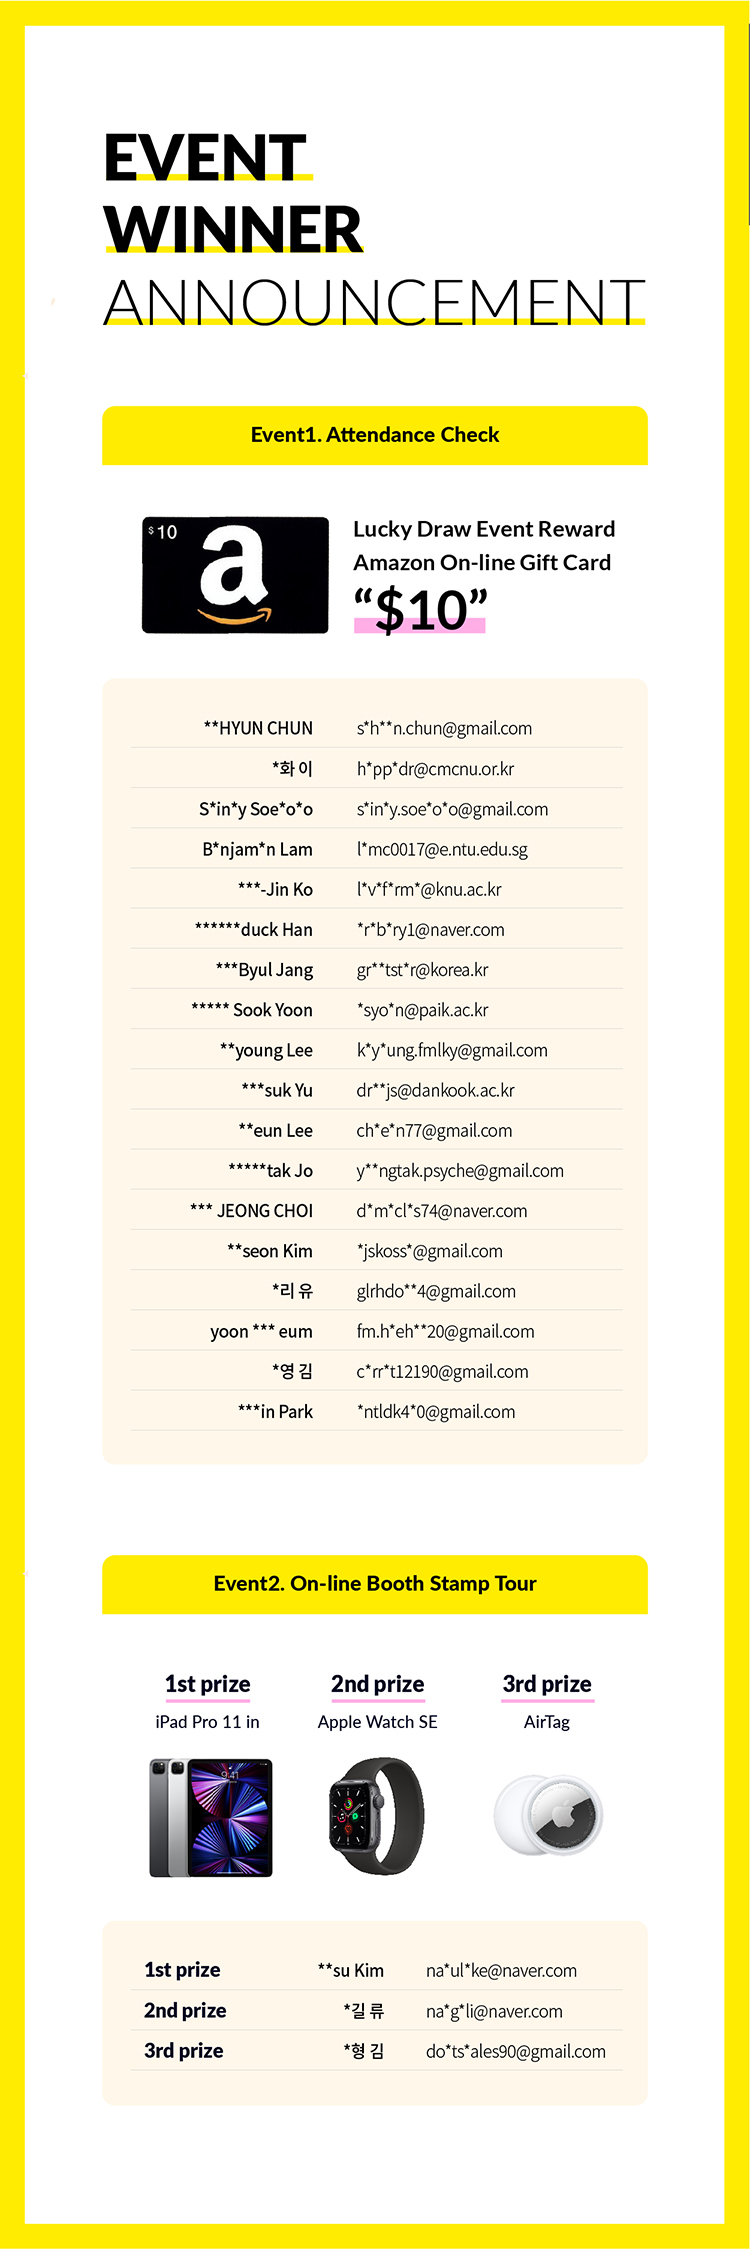 EVENT
WINNER
ANNOUNCEMENT
Event1. Attendance Check
$10
Lucky Draw Event Reward
Amazon On-line Gift Card
“$10”
**HYUN CHUN s*h**n.chun@gmail.com
*화 이 h*pp*dr@cmcnu.or.kr
S*in*y Soe*o*o s*in*y.soe*o*o@gmail.com
B*njam*n Lam l*mc0017@e.ntu.edu.sg
***-Jin Ko l*v*f*rm*@knu.ac.kr
******duck Han *r*b*ry1@naver.com
***Byul Jang gr**tst*r@korea.kr
***** Sook Yoon *syo*n@paik.ac.kr
**young Lee k*y*ung.fmlky@gmail.com
***suk Yu dr**js@dankook.ac.kr
**eun Lee ch*e*n77@gmail.com
*****tak Jo y**ngtak.psyche@gmail.com
*** JEONG CHOI d*m*cl*s74@naver.com
**seon Kim *jskoss*@gmail.com
*리 유 glrhdo**4@gmail.com
yoon *** eum fm.h*eh**20@gmail.com
*영 김 c*rr*t12190@gmail.com
***in Park *ntldk4*0@gmail.com
Event2. On-line Booth Stamp Tour
1st prize 2nd prize 3rd prize
iPad Pro 11 in Apple Watch SE AirTag
9:41
1st prize **su Kim na*ul*ke@naver.com
2nd prize *길 류 na*g*li@naver.com
3rd prize *형 김 do*ts*ales90@gmail.com